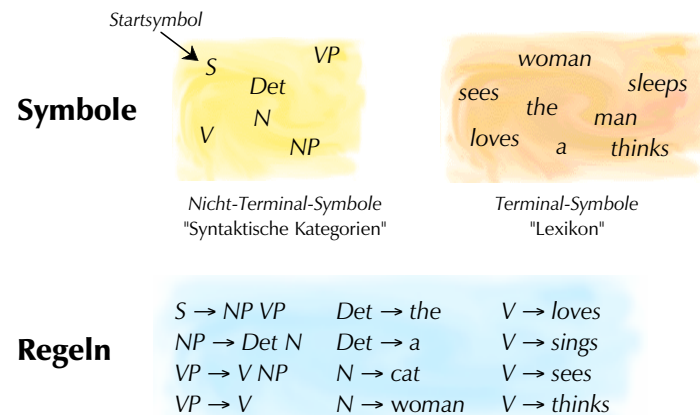 Startsymbol
Symbole
S
VP
Det
N
V
NP
woman
sees
sleeps
the
man
loves
a
thinks
Nicht-Terminal-Symbole
"Syntaktische Kategorien"
Terminal-Symbole
"Lexikon"
Regeln
S → NP VP
NP → Det N
VP → V NP
VP → V
Det → the
Det → a
N → cat
N → woman
V → loves
V → sings
V → sees
V → thinks